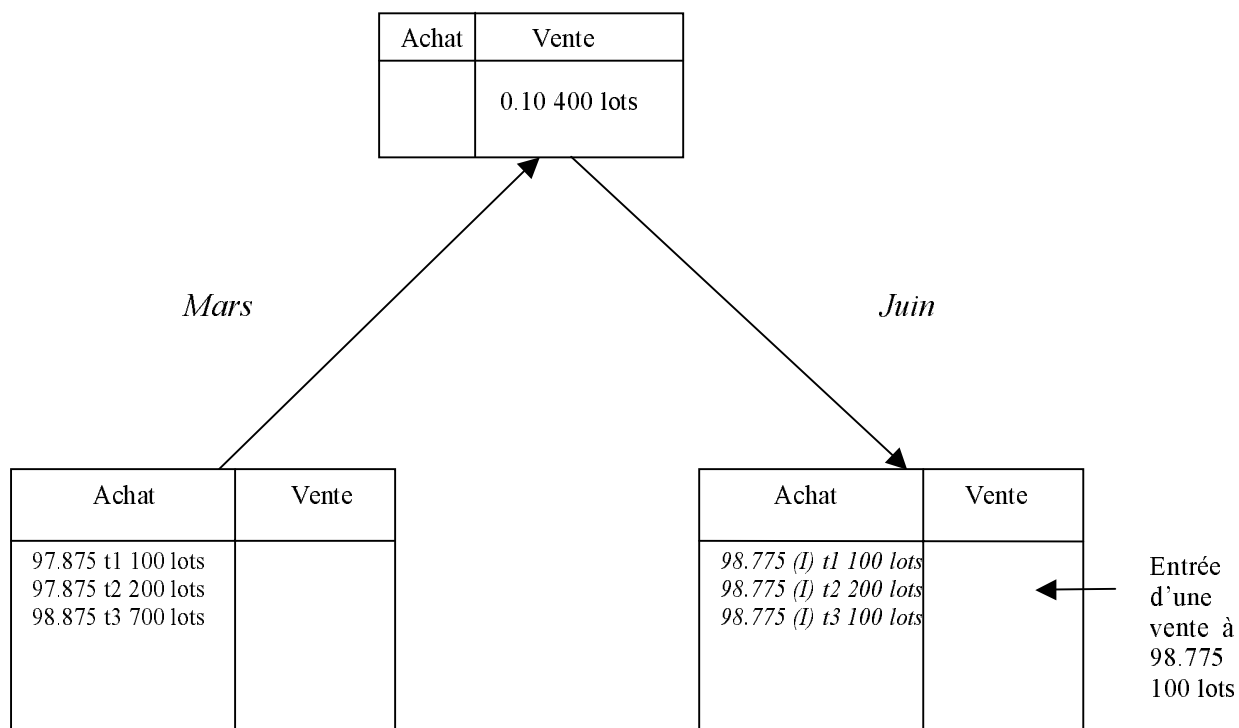 Achat Vente
0.10 400 lots
Mars
Juin
Achat Vente
97.875 t1 100 lots
97.875 t2 200 lots
98.875 t3 700 lots
Achat Vente
98.775 (I) t1 100 lots
98.775 (I) t2 200 lots
98.775 (I) t3 100 lots
Entrée
d'une
vente à
98.775
100 lots